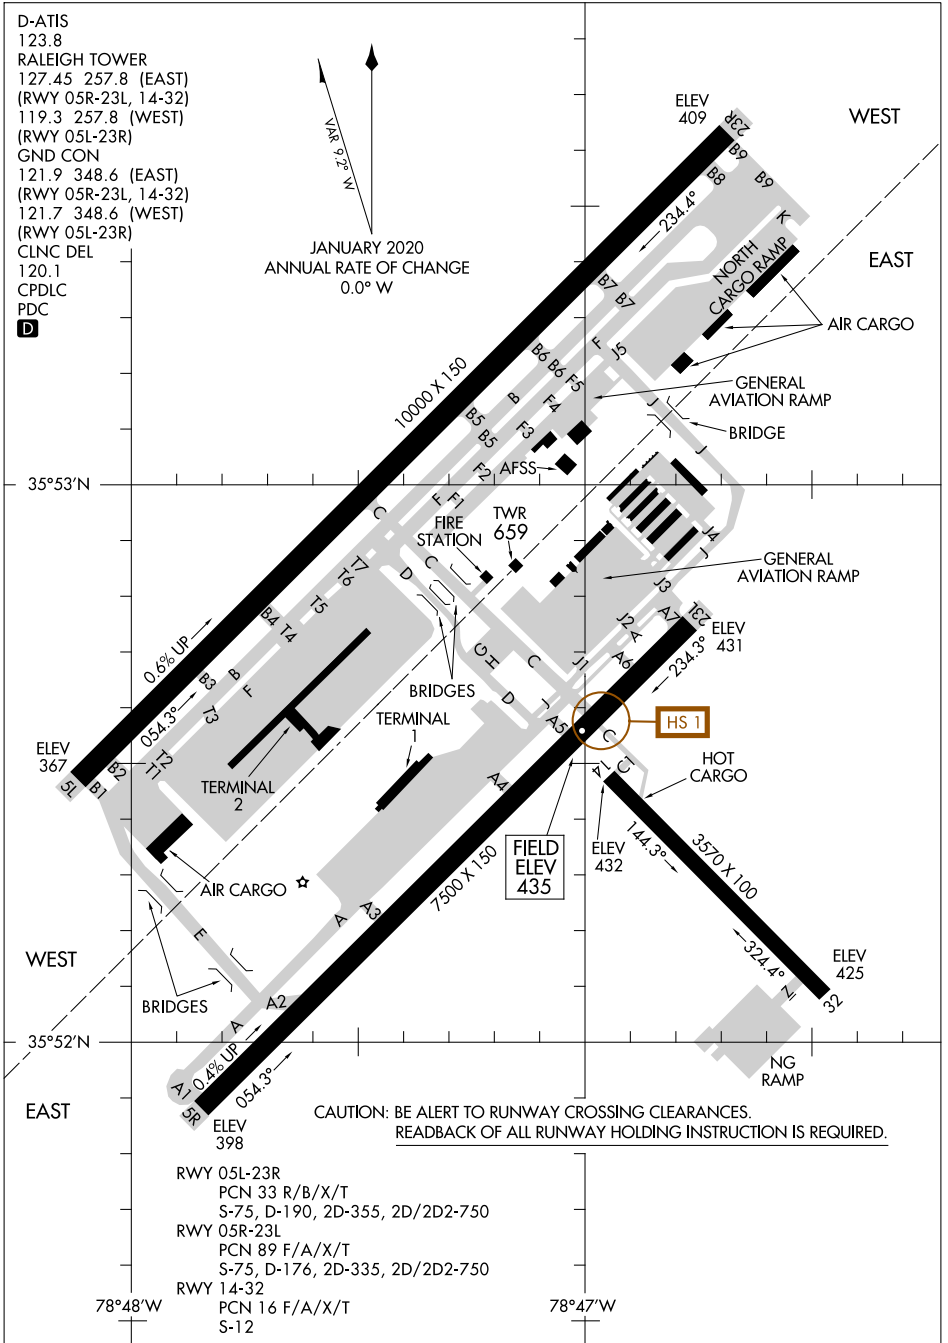 D-ATIS
123.8
RALEIGH TOWER
127.45 257.8 (EAST)
(RWY 05R-23L, 14-32)
119.3 257.8 (WEST)
(RWY 05L-23R)
GND CON
121.9 348.6 (EAST)
(RWY 05R-23L, 14-32)
121.7 348.6 (WEST)
(RWY 05L-23R)
CLNC DEL
120.1
CPDLC
PDC
D
VAR 9.2° W
JANUARY 2020
ANNUAL RATE OF CHANGE
0.0° W
ELEV
409
23R
WEST
B9
B8
B9
K
234.4°
EAST
NORTH
CARGO RAMP
AIR CARGO
B7
B7
F
J5
10000 X 150
B6
B6
F5
B
F4
GENERAL
AVIATION RAMP
J
BRIDGE
B5
B5
F3
J
AFSS
F2
35°53'N
F
F1
C
FIRE
STATION
TWR
659
J4
J
GENERAL
AVIATION RAMP
T7
T6
D
C
J3
T5
B4
T4
A7
23L
J2
A
ELEV
431
0.6% UP
A6
G
H
C
J1
234.3°
B3
B
F
BRIDGES
D
I
054.3°
T3
A5
HS 1
TERMINAL
1
C
ELEV
367
B2
T2
T1
HOT
CARGO
I
C
14
5L
B1
TERMINAL
2
A4
FIELD
ELEV
435
ELEV
432
144.3°
3570 X 100
7500 X 150
AIR CARGO
A3
A
E
324.4°
ELEV
425
WEST
BRIDGES
A2
N
32
A
35°52'N
0.4% UP
NG
RAMP
A1
054.3°
EAST
5R
ELEV
398
CAUTION: BE ALERT TO RUNWAY CROSSING CLEARANCES.
READBACK OF ALL RUNWAY HOLDING INSTRUCTION IS REQUIRED.
RWY 05L-23R
PCN 33 R/B/X/T
S-75, D-190, 2D-355, 2D/2D2-750
RWY 05R-23L
PCN 89 F/A/X/T
S-75, D-176, 2D-335, 2D/2D2-750
RWY 14-32
PCN 16 F/A/X/T
S-12
78°48'W
78°47'W